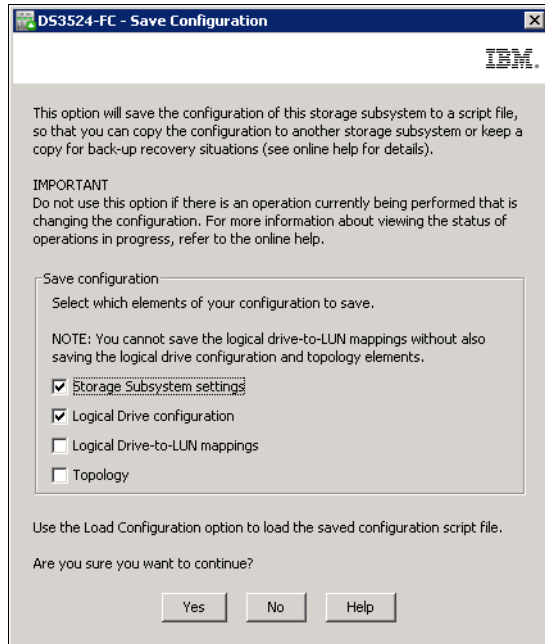 DS3524-FC - Save Configuration
IBM.
This option will save the configuration of this storage subsystem to a script file,
so that you can copy the configuration to another storage subsystem or keep a
copy for back-up recovery situations (see online help for details).
IMPORTANT
Do not use this option if there is an operation currently being performed that is
changing the configuration. For more information about viewing the status of
operations in progress, refer to the online help.
Save configuration
Select which elements of your configuration to save.
NOTE: You cannot save the logical drive-to-LUN mappings without also
saving the logical drive configuration and topology elements.
Storage Subsystem settings
Logical Drive configuration
Logical Drive-to-LUN mappings
Topology
Use the Load Configuration option to load the saved configuration script file.
Are you sure you want to continue?
Yes No Help